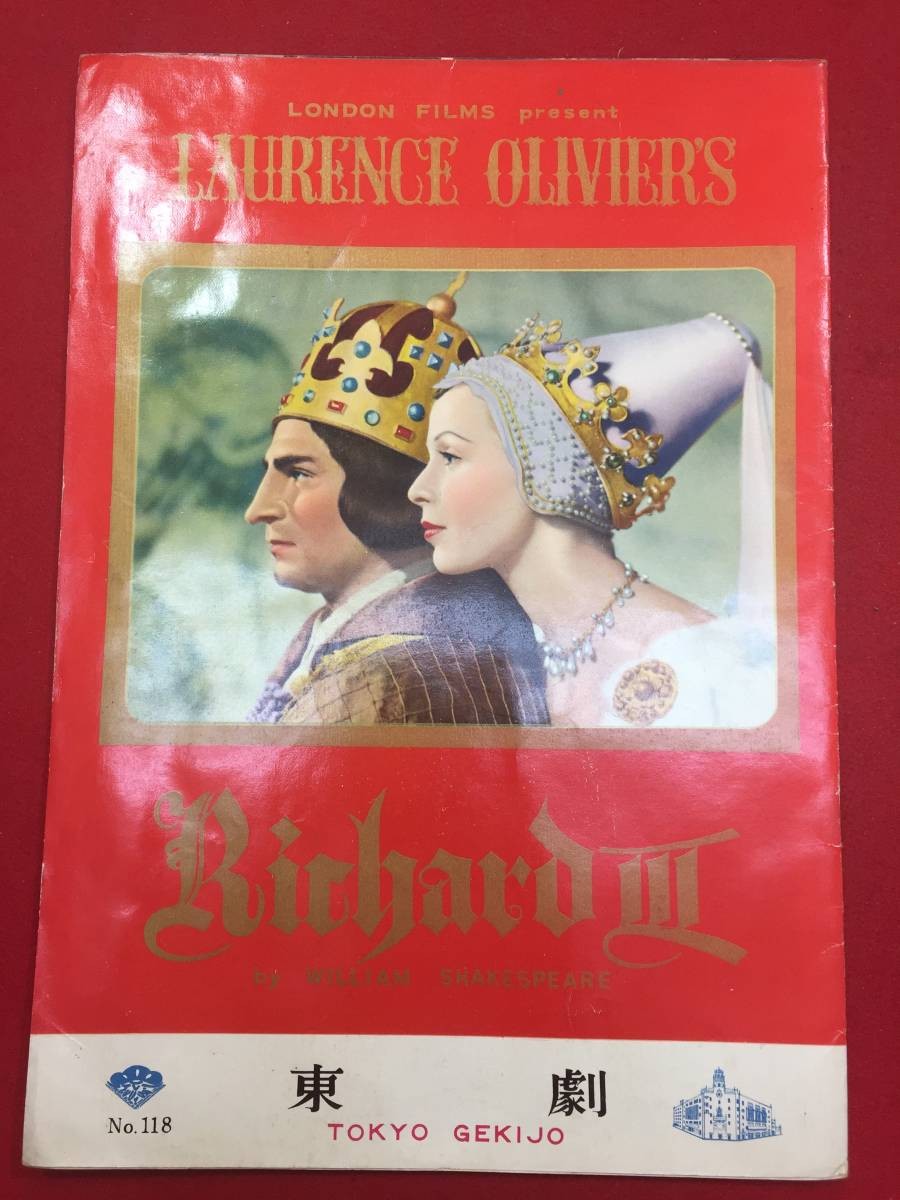 LONDON FILMS present
LAURENCE OLIVIER'S
Richard III
by WILLIAM SHAKESPEARE
No.118
東劇
TOKYO GEKIJO